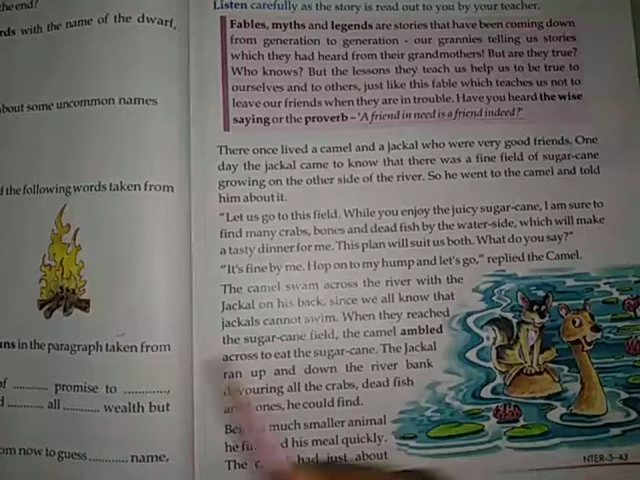 the end?
rds with the name of the dwarf,
about some uncommon names
f the following words taken from
ns in the paragraph taken from
of .......... promise to ............,
d .......... all .......... wealth but
om now to guess .......... name,
Listen carefully as the story is read out to you by your teacher.
Fables, myths and legends are stories that have been coming down
from generation to generation - our grannies telling us stories
which they had heard from their grandmothers! But are they true?
Who knows? But the lessons they teach us help us to be true to
ourselves and to others, just like this fable which teaches us not to
leave our friends when they are in trouble. Have you heard the wise
saying or the proverb – 'A friend in need is a friend indeed?'
There once lived a camel and a jackal who were very good friends. One
day the jackal came to know that there was a fine field of sugar-cane
growing on the other side of the river. So he went to the camel and told
him about it.
"Let us go to this field. While you enjoy the juicy sugar-cane, I am sure to
find many crabs, bones and dead fish by the water-side, which will make
a tasty dinner for me. This plan will suit us both. What do you say?"
"It's fine by me. Hop on to my hump and let's go," replied the Camel.
The camel swam across the river with the
Jackal on his back, since we all know that
jackals cannot swim. When they reached
the sugar-cane field, the camel ambled
across to eat the sugar-cane. The Jackal
ran up and down the river bank
devouring all the crabs, dead fish
ones, he could find.
much smaller animal
he his meal quickly.
The had just about
NTER-3-43